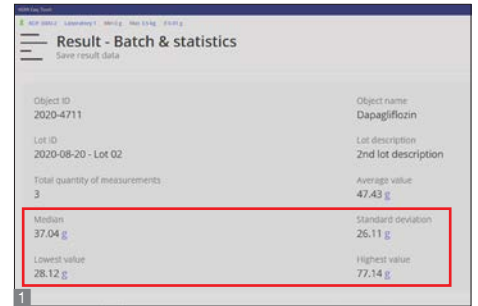 Result - Batch & statistics
Save result data
Object ID
Object name
2020-4711
Dapagliflozin
Lot ID
Lot description
2020-08-20 - Lot 02
2nd lot description
Total quantity of measurements
Average value
3
47.43 g
Median
Standard deviation
37.04 g
26.11 g
Lowest value
Highest value
28.12 g
77.14 g
1